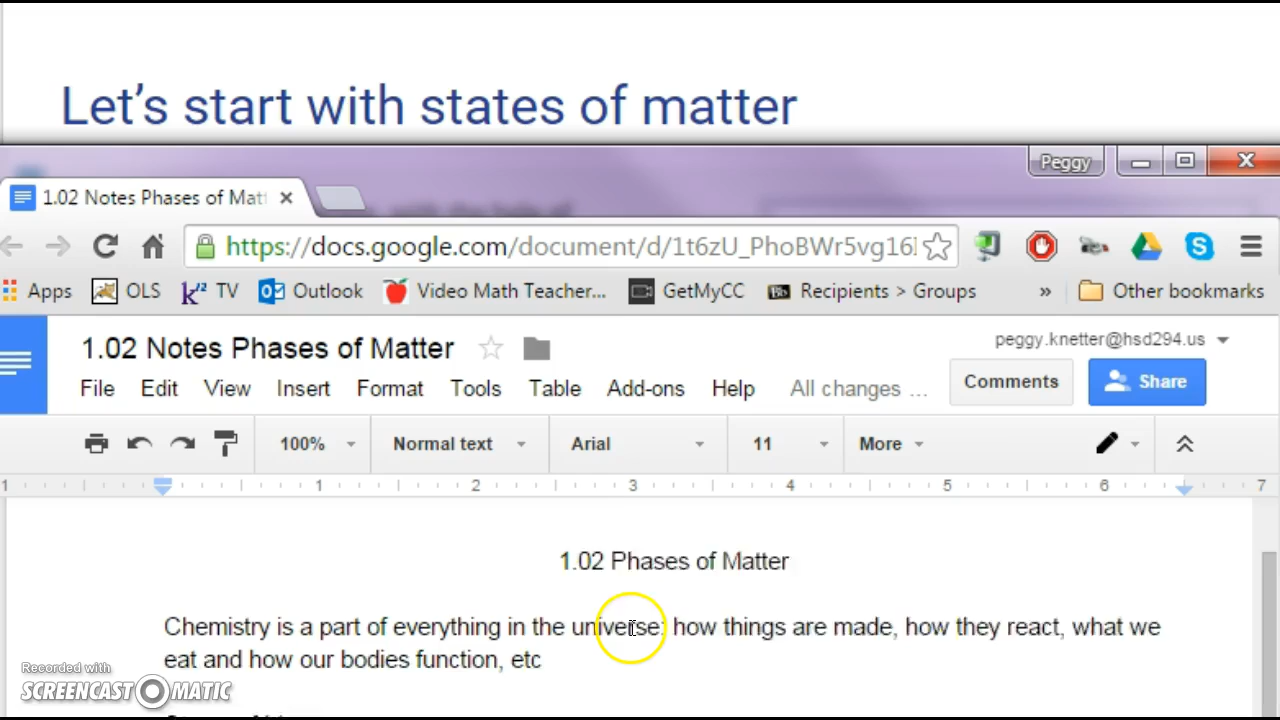 Let's start with states of matter
Peggy
1.02 Notes Phases of Matt
https://docs.google.com/document/d/1t6zU_PhoBWr5vg16
Apps OLS k12 TV Outlook Video Math Teacher... GetMyCC Bb Recipients > Groups » Other bookmarks
1.02 Notes Phases of Matter
peggy.knetter@hsd294.us
File Edit View Insert Format Tools Table Add-ons Help All changes ...
Comments Share
100% Normal text Arial 11 More
1 1 2 3 4 5 6 7
1.02 Phases of Matter
Chemistry is a part of everything in the universe: how things are made, how they react, what we
eat and how our bodies function, etc
Recorded with
SCREENCAST-O-MATIC